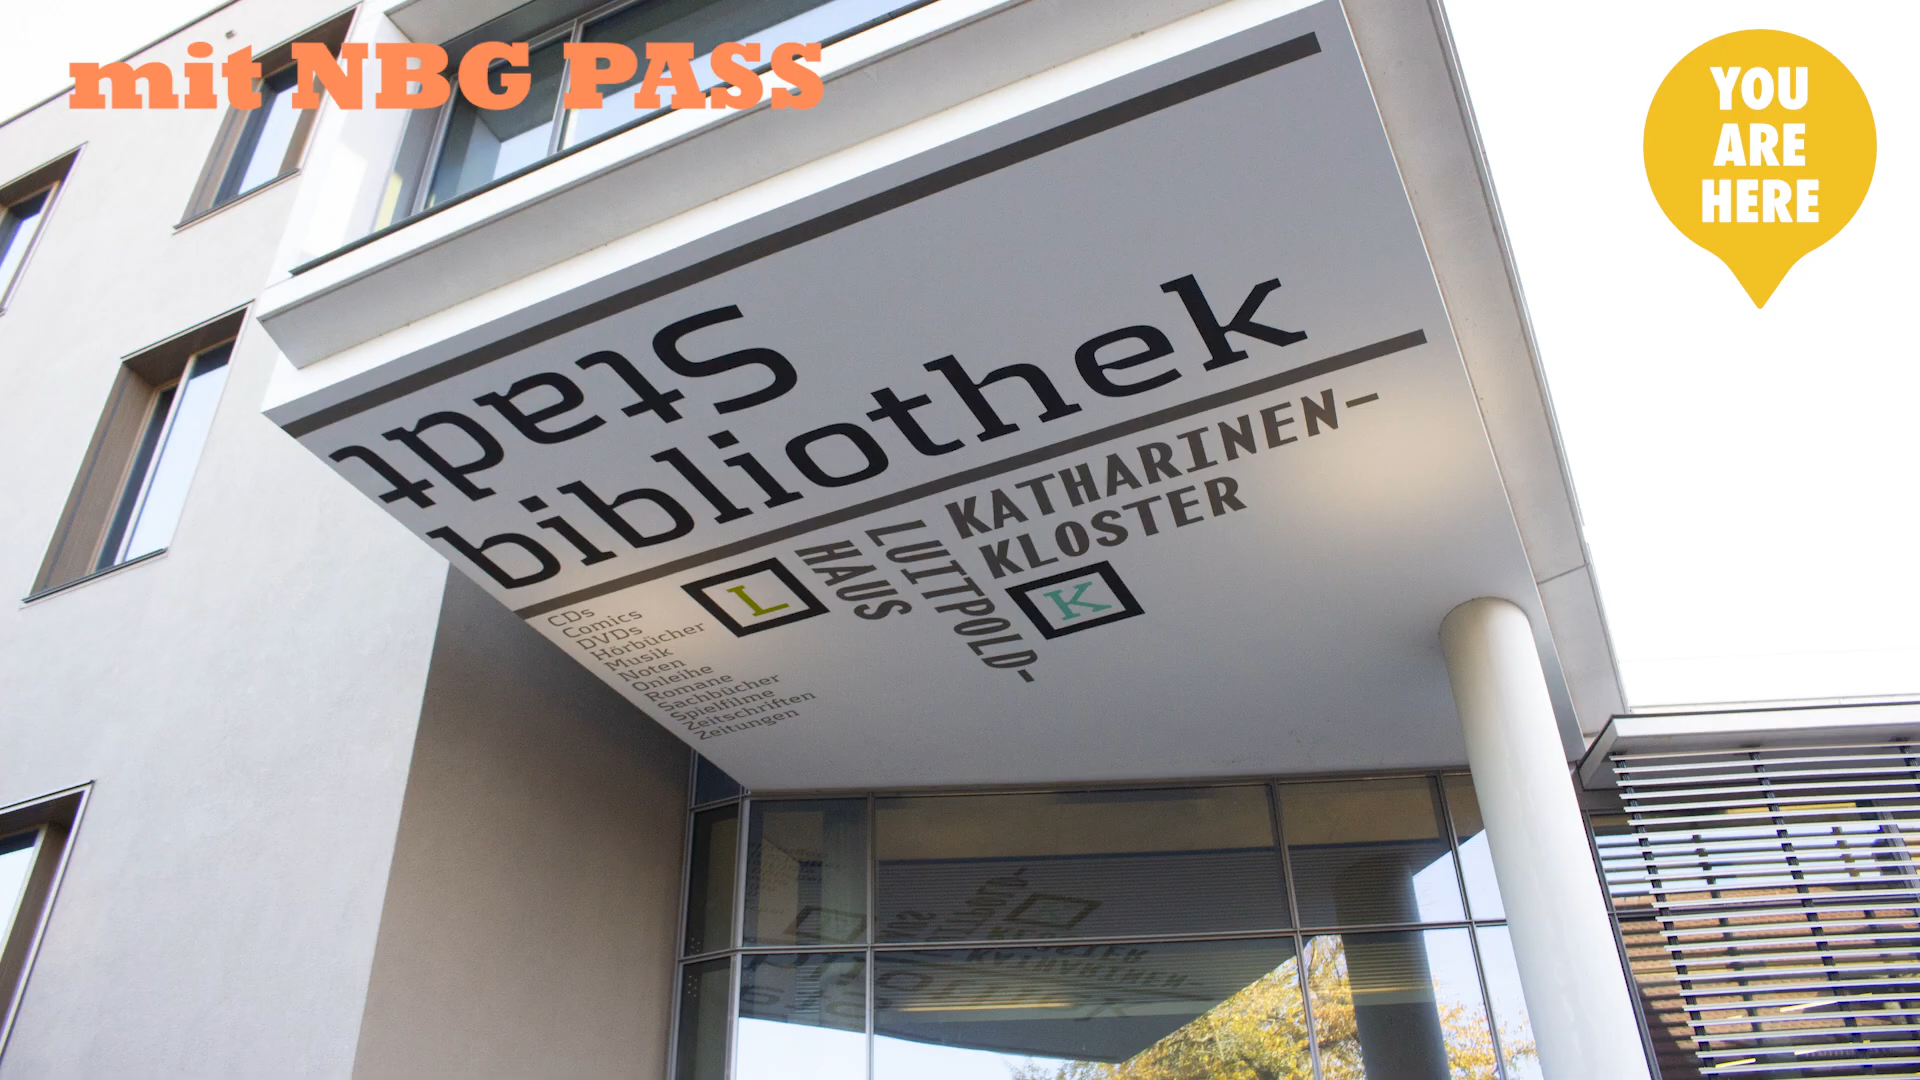 mit NBG PASS
YOU
ARE
HERE
Stadt
bibliothek
KATHARINEN-
KLOSTER
K
LUITPOLD-
HAUS
L
CDs
Comics
DVDs
Hörbücher
Musik
Noten
Onleihe
Romane
Sachbücher
Spielfilme
Zeitschriften
Zeitungen